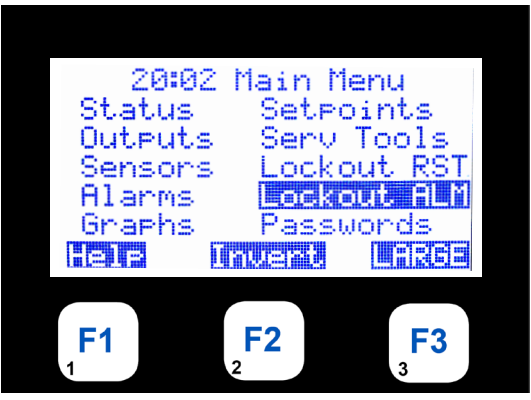 20:02 Main Menu
Status Setpoints
Outputs Serv Tools
Sensors Lockout RST
Alarms Lockout ALM
Graphs Passwords
Help Invert LARGE
F1 F2 F3
1 2 3